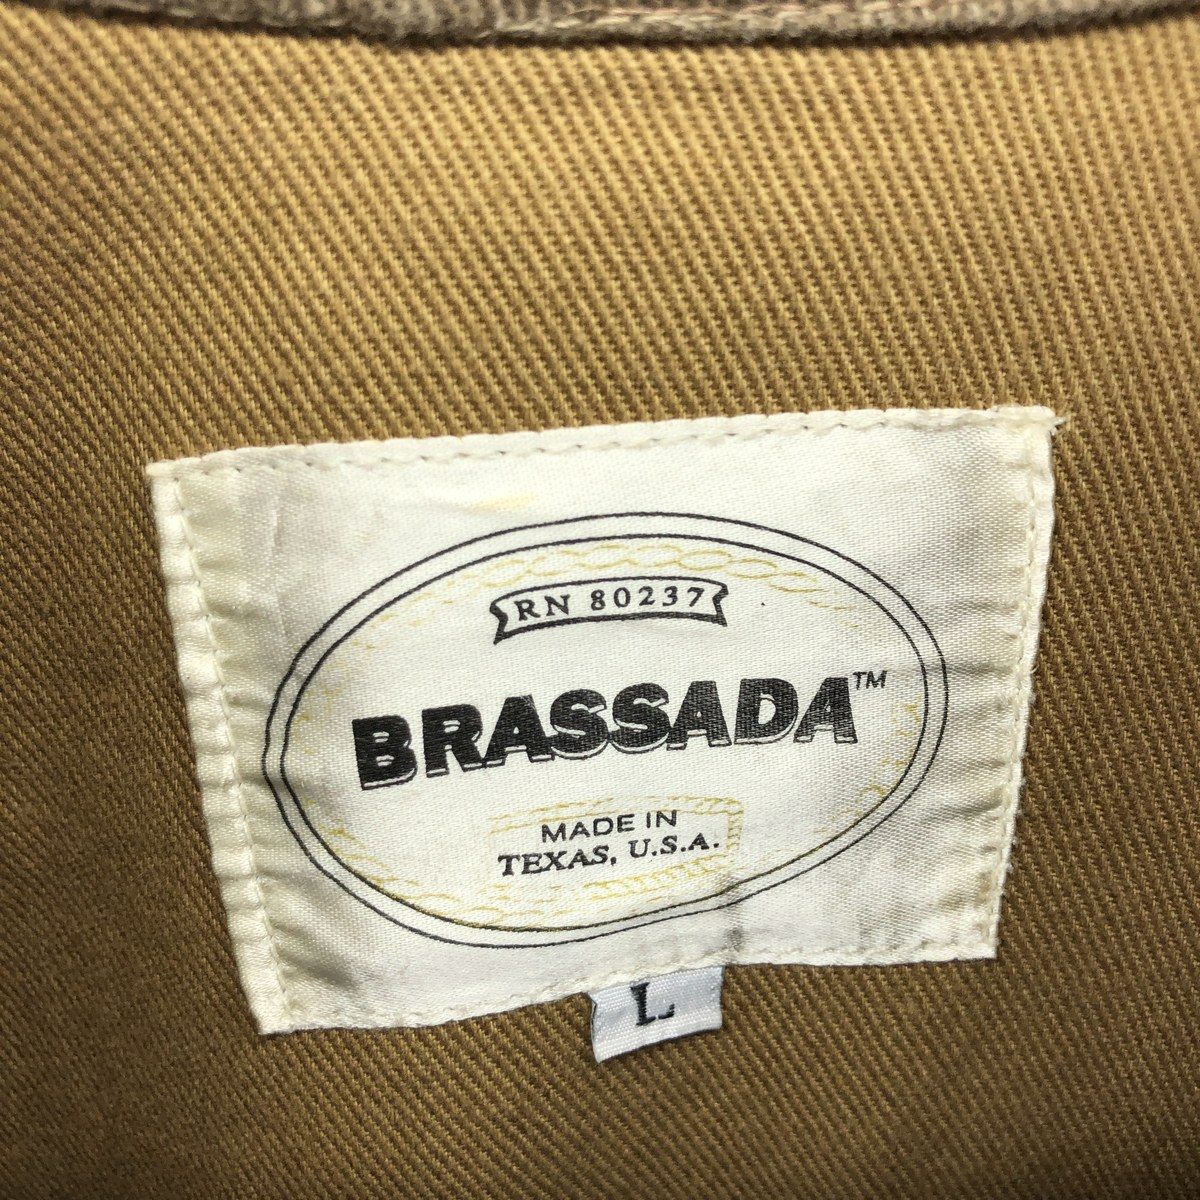 RN 80237
BRASSADA™
MADE IN
TEXAS, U.S.A.
L